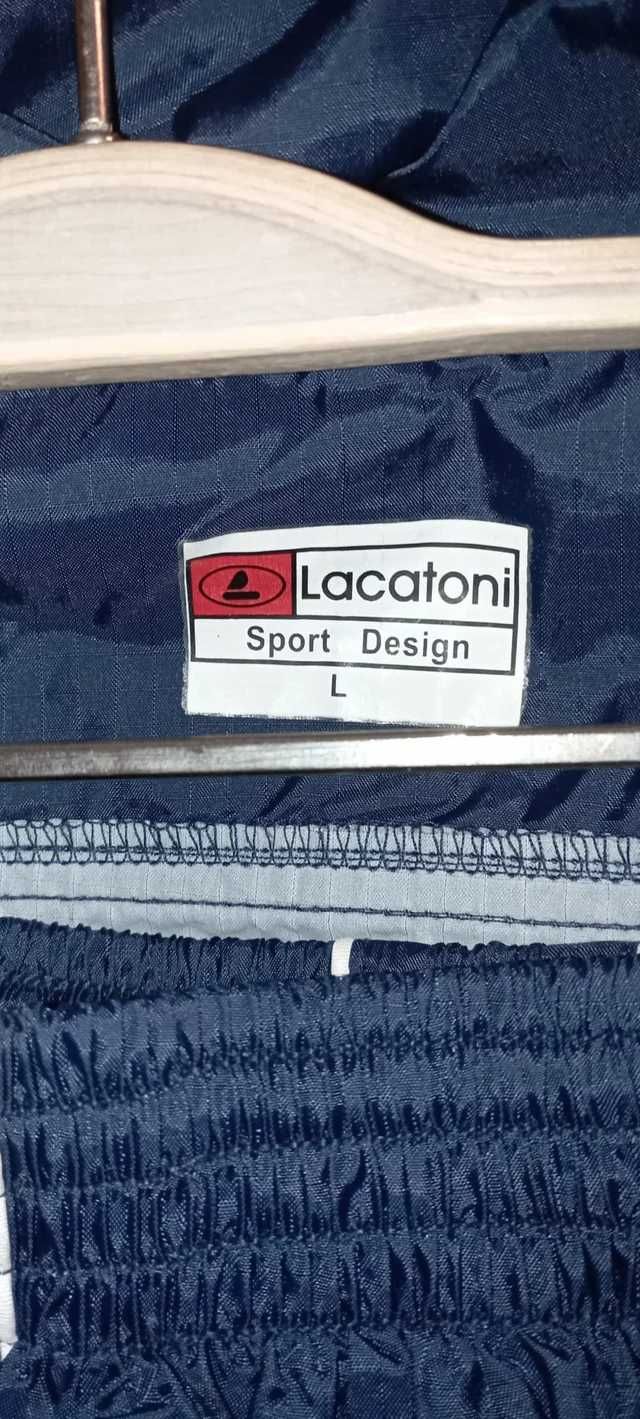 Lacatoni
Sport Design
L